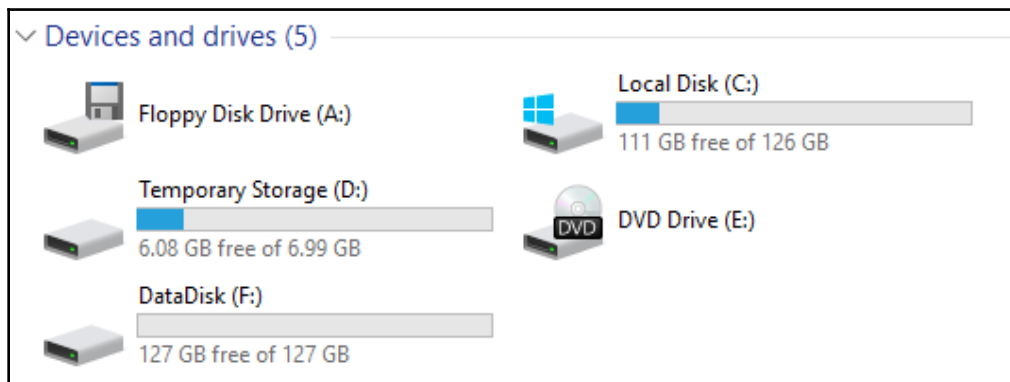 Devices and drives (5)
Floppy Disk Drive (A:)
Local Disk (C:)
111 GB free of 126 GB
Temporary Storage (D:)
6.08 GB free of 6.99 GB
DVD
DVD Drive (E:)
DataDisk (F:)
127 GB free of 127 GB